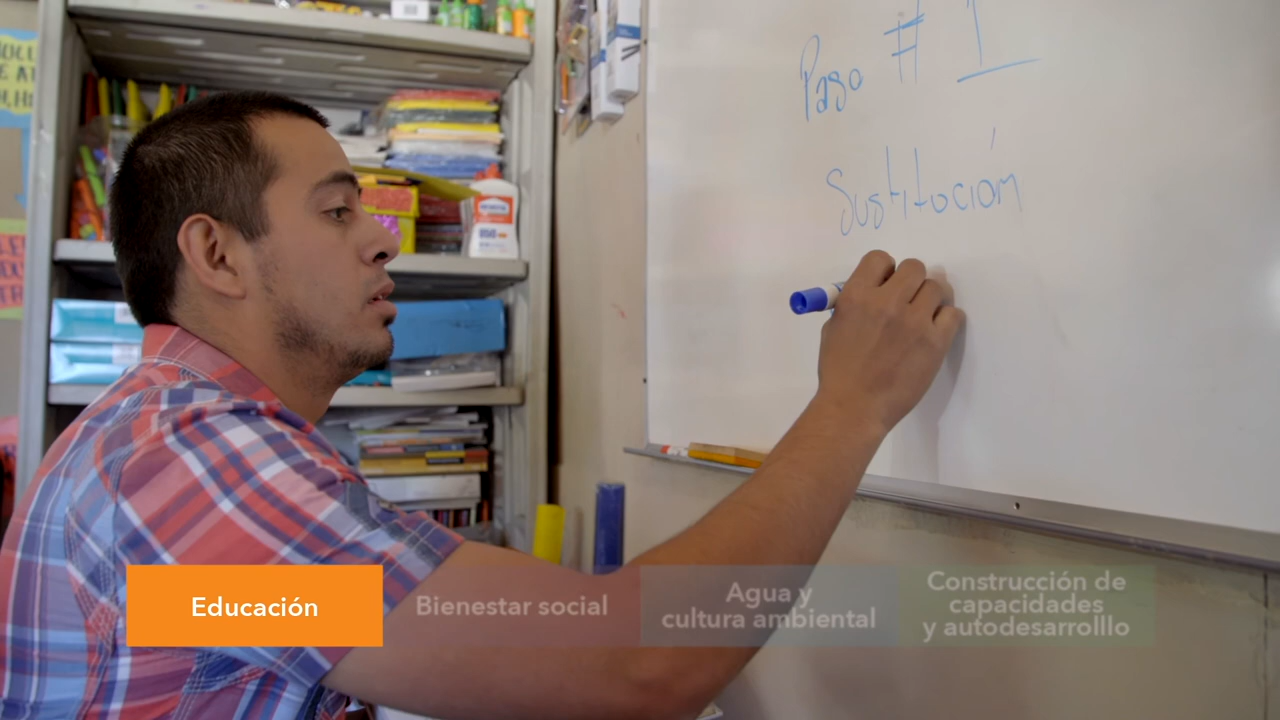 Paso # 1
Sustitución
Educación
Bienestar social
Agua y
cultura ambiental
Construcción de
capacidades
y autodesarrolllo